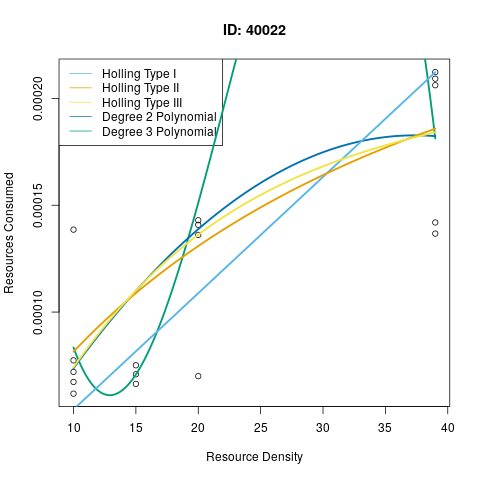 ID: 40022
Holling Type I
Holling Type II
Holling Type III
Degree 2 Polynomial
Degree 3 Polynomial
Resources Consumed
0.00020
0.00015
0.00010
10 15 20 25 30 35 40
Resource Density